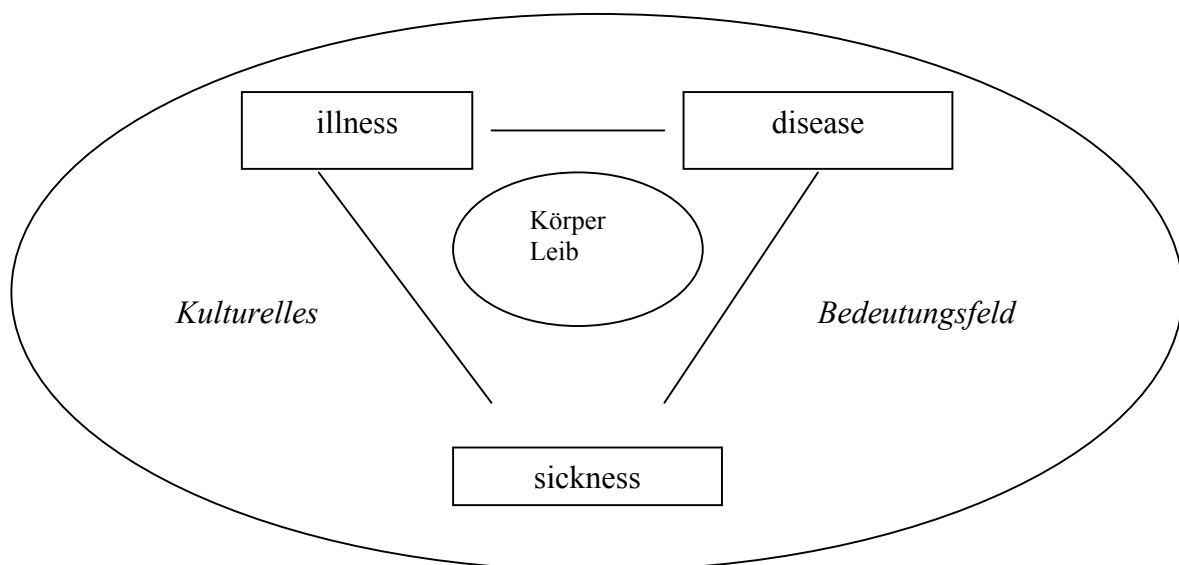 illness
disease
Körper
Leib
Kulturelles
Bedeutungsfeld
sickness